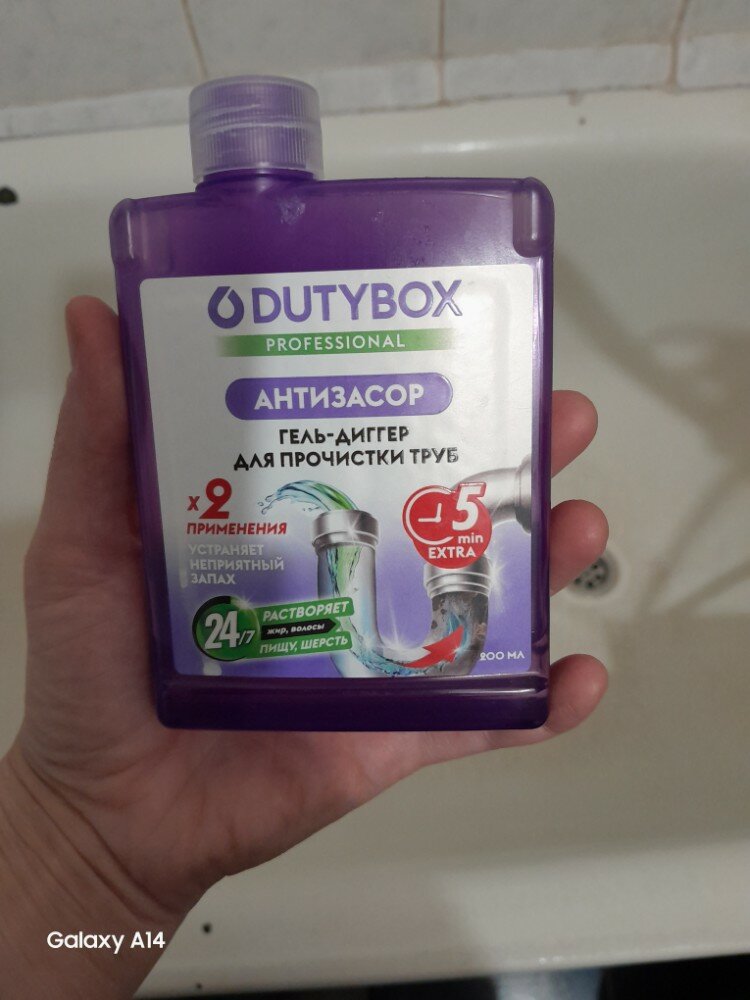 DUTYBOX
PROFESSIONAL
АНТИЗАСОР
ГЕЛЬ-ДИГГЕР
ДЛЯ ПРОЧИСТКИ ТРУБ
x2
ПРИМЕНЕНИЯ
УСТРАНЯЕТ
НЕПРИЯТНЫЙ
ЗАПАХ
5
min
EXTRA
24/7
РАСТВОРЯЕТ
жир, волосы
ПИЩУ, ШЕРСТЬ
200 МЛ
Galaxy A14